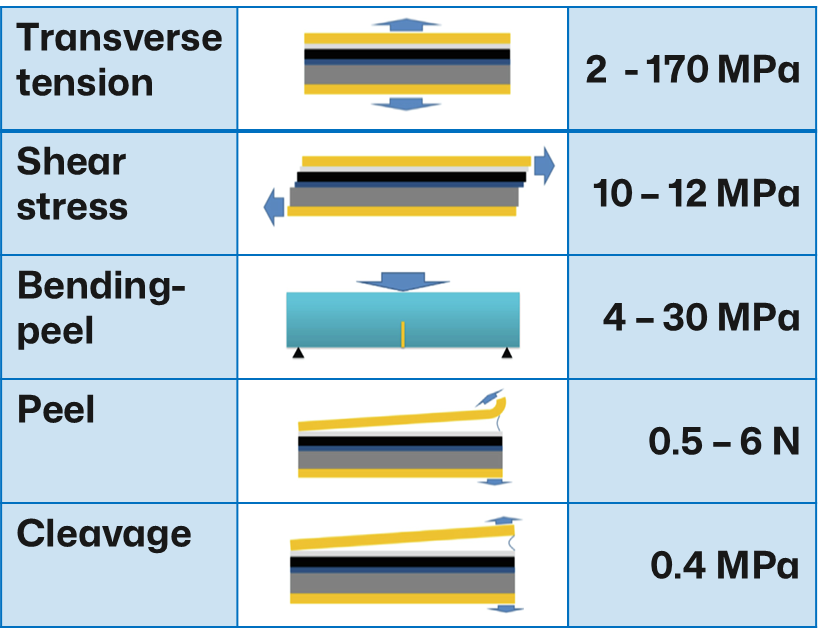 Transverse
tension
2 - 170 MPa
Shear
stress
10 – 12 MPa
Bending-
peel
4 – 30 MPa
Peel
0.5 – 6 N
Cleavage
0.4 MPa